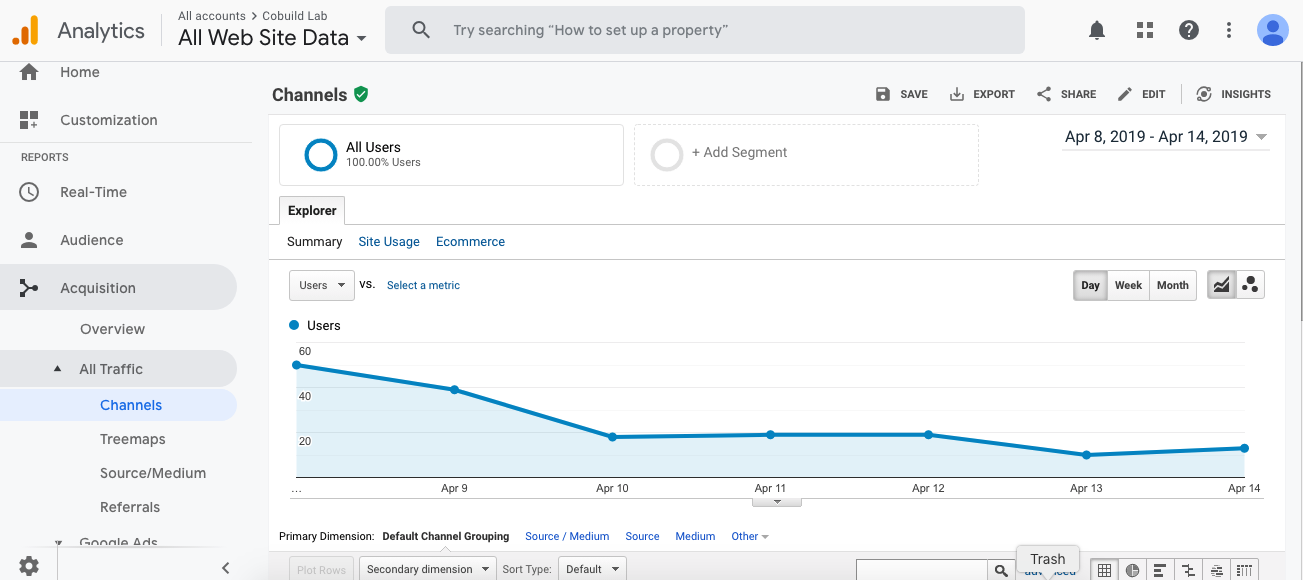 Analytics
All accounts > Cobuild Lab
All Web Site Data
Try searching “How to set up a property”
Home
Customization
REPORTS
Real-Time
Audience
Acquisition
Overview
All Traffic
Channels
Treemaps
Source/Medium
Referrals
Google Ads
Channels
SAVE
EXPORT
SHARE
EDIT
INSIGHTS
All Users
100.00% Users
+ Add Segment
Apr 8, 2019 - Apr 14, 2019
Explorer
Summary Site Usage Ecommerce
Users vs. Select a metric
Day Week Month
Users
60
40
20
... Apr 9 Apr 10 Apr 11 Apr 12 Apr 13 Apr 14
Primary Dimension: Default Channel Grouping Source / Medium Source Medium Other
Plot Rows Secondary dimension Sort Type: Default
advanced
Trash